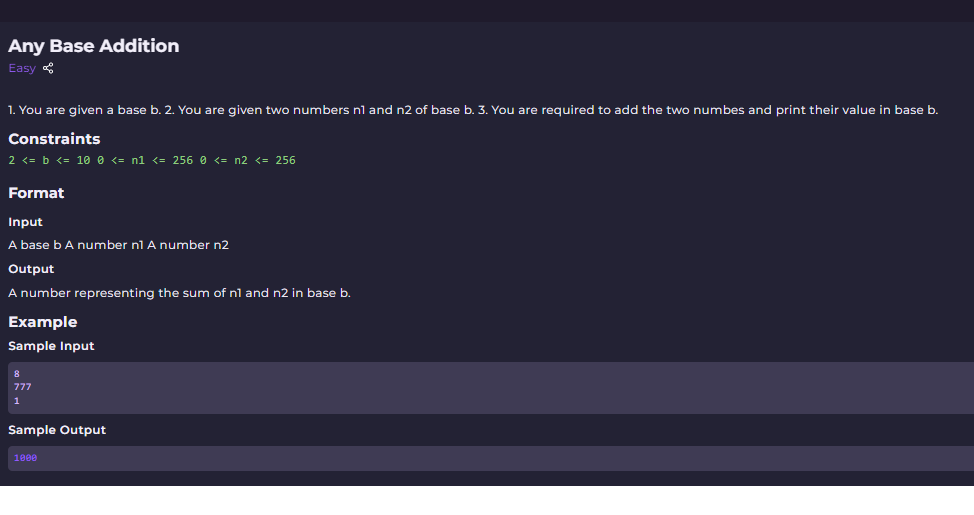 Any Base Addition
Easy
1. You are given a base b. 2. You are given two numbers n1 and n2 of base b. 3. You are required to add the two numbes and print their value in base b.
Constraints
2 <= b <= 10 0 <= n1 <= 256 0 <= n2 <= 256
Format
Input
A base b A number n1 A number n2
Output
A number representing the sum of n1 and n2 in base b.
Example
Sample Input
8
777
1
Sample Output
1000